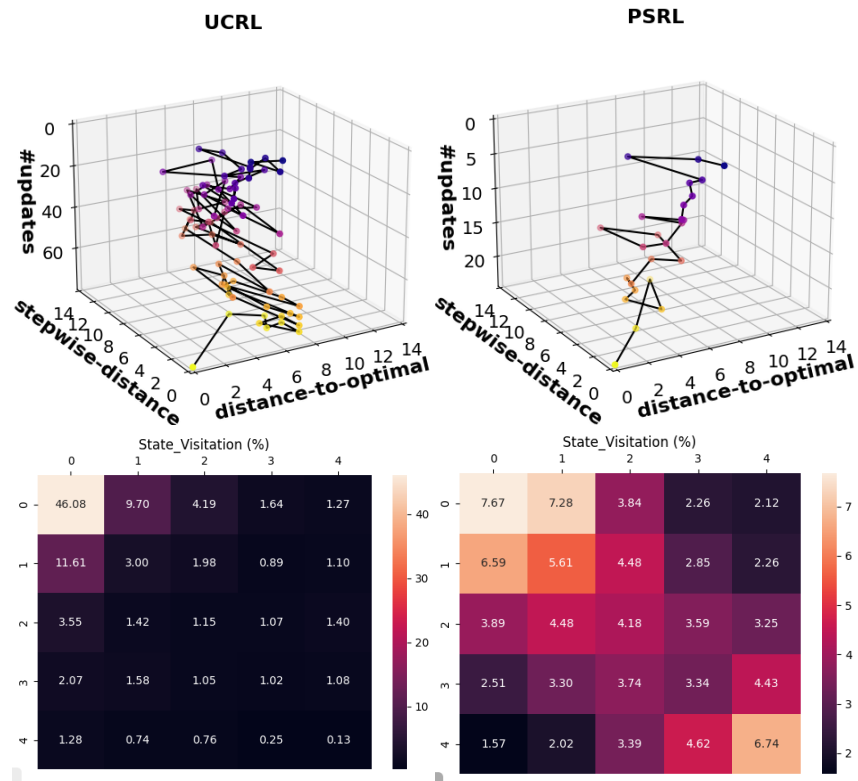 UCRL
PSRL
0
20
40
60
#updates
14
12
10
8
6
4
2
0
stepwise-distance
0
2
4
6
8
10
12
14
distance-to-optimal
0
5
10
15
20
#updates
14
12
10
8
6
4
2
0
stepwise-distance
0
2
4
6
8
10
12
14
distance-to-optimal
State_Visitation (%)
0 1 2 3 4
0 46.08 9.70 4.19 1.64 1.27
1 11.61 3.00 1.98 0.89 1.10
2 3.55 1.42 1.15 1.07 1.40
3 2.07 1.58 1.05 1.02 1.08
4 1.28 0.74 0.76 0.25 0.13
40
30
20
10
State_Visitation (%)
0 1 2 3 4
0 7.67 7.28 3.84 2.26 2.12
1 6.59 5.61 4.48 2.85 2.26
2 3.89 4.48 4.18 3.59 3.25
3 2.51 3.30 3.74 3.34 4.43
4 1.57 2.02 3.39 4.62 6.74
7
6
5
4
3
2